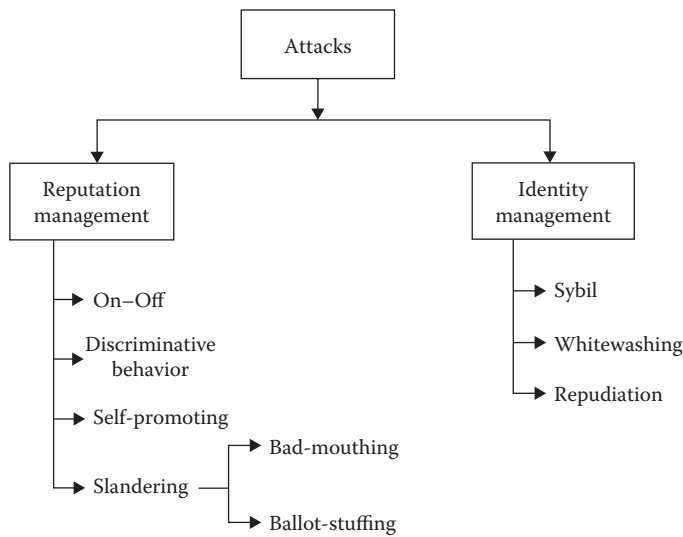 Attacks
Reputation
management
Identity
management
On–Off
Discriminative
behavior
Self-promoting
Slandering
Bad-mouthing
Ballot-stuffing
Sybil
Whitewashing
Repudiation